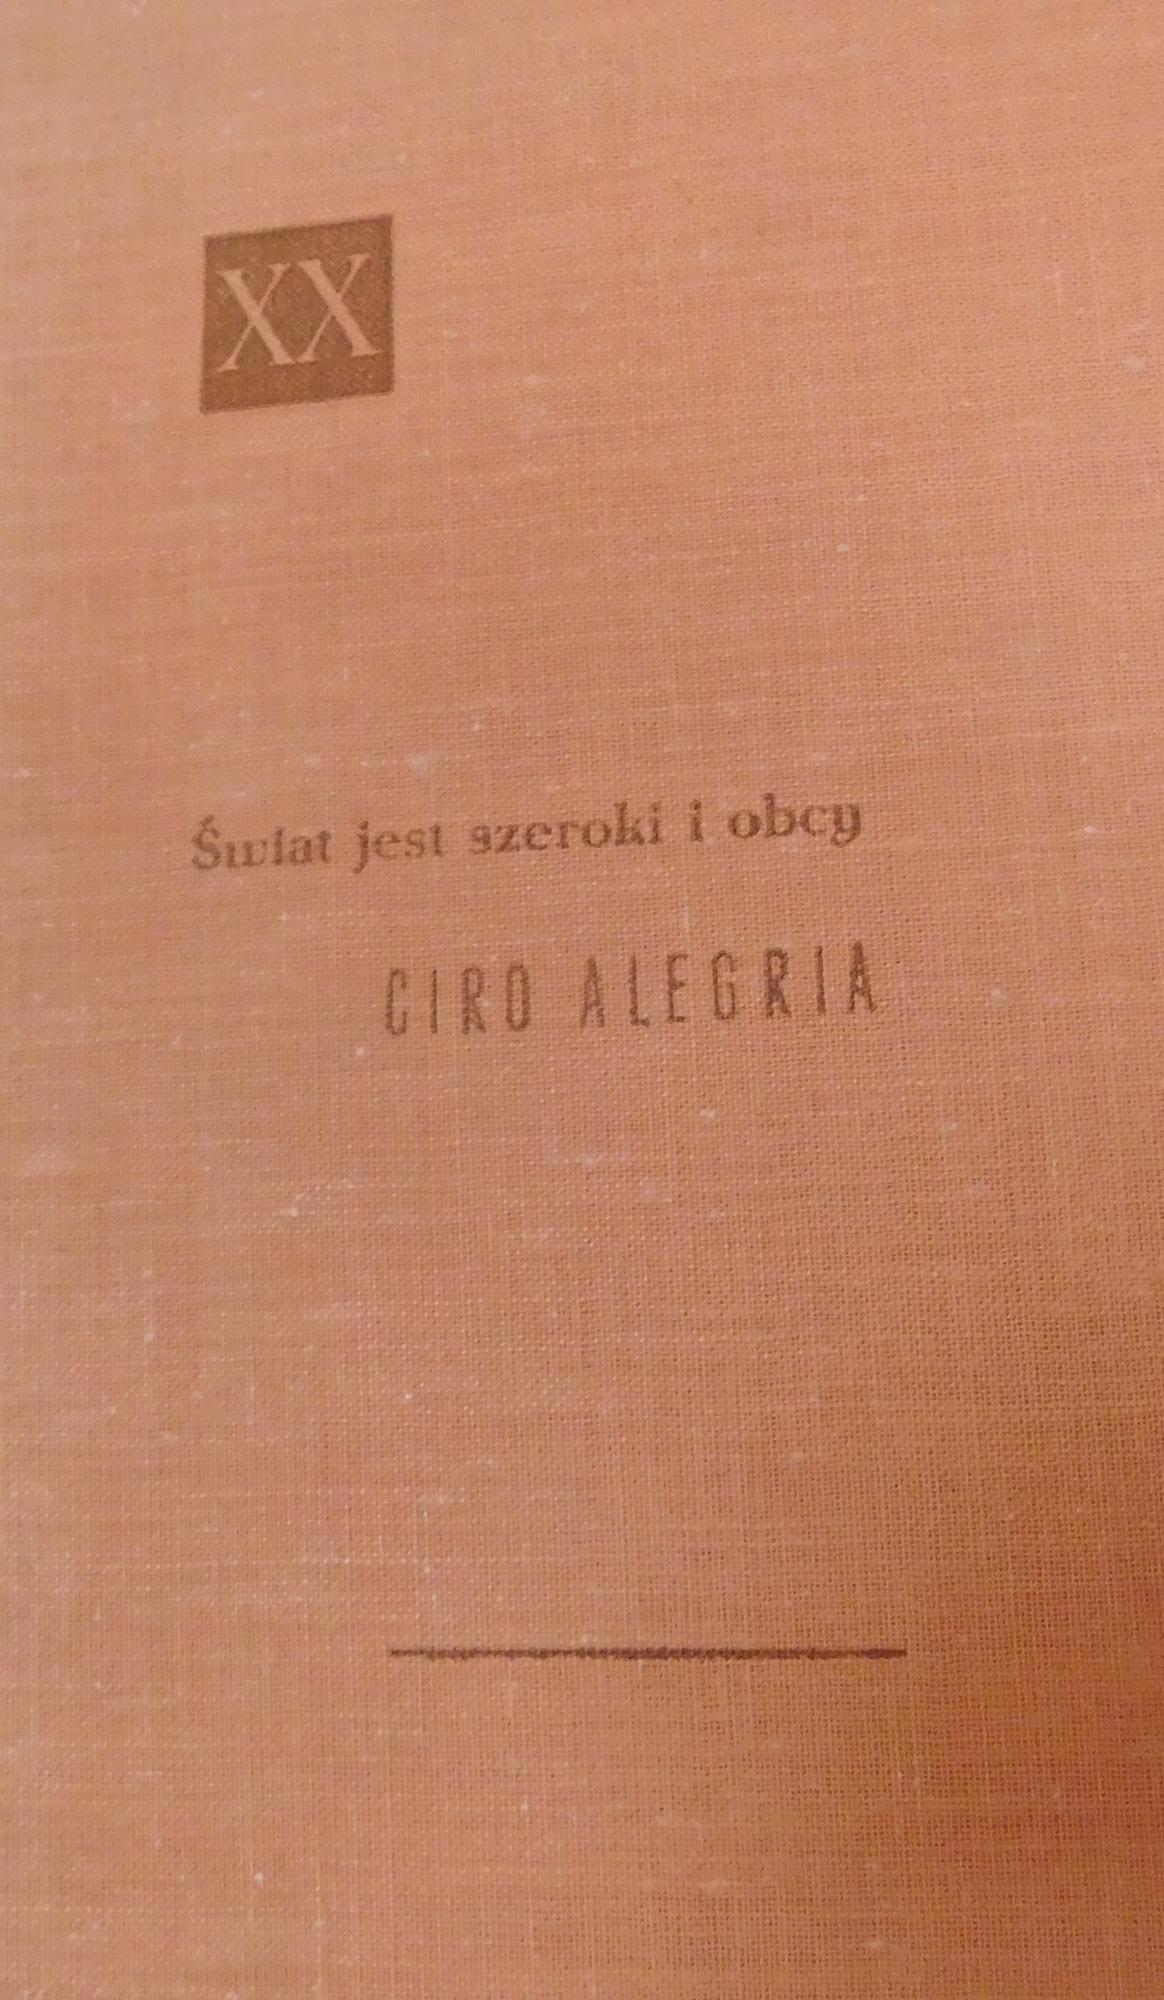 XX
Świat jest szeroki i obcy
CIRO ALEGRIA